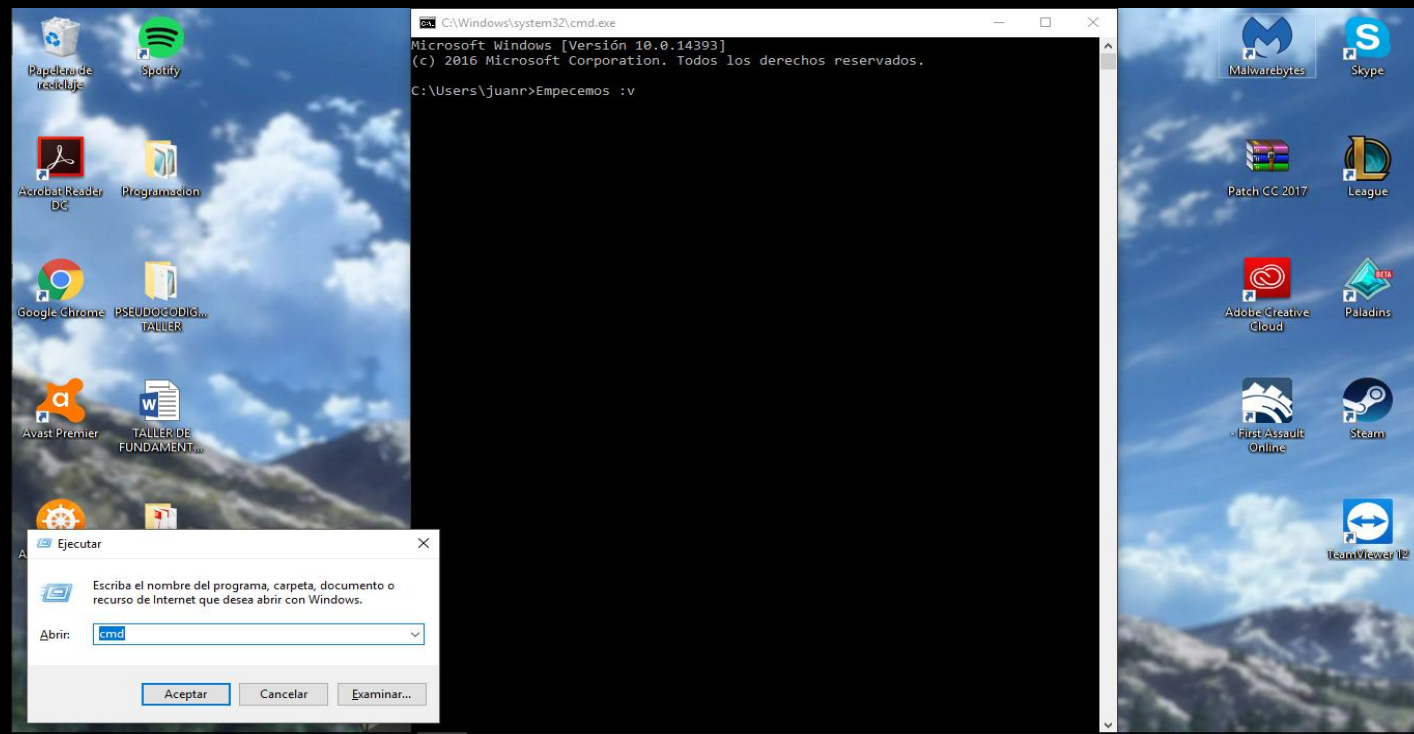 C:\Windows\system32\cmd.exe
Microsoft Windows [Versión 10.0.14393]
(c) 2016 Microsoft Corporation. Todos los derechos reservados.
C:\Users\juanr>Empecemos :v
Papelera de
reciclaje
Spotify
Acrobat Reader
DC
Programacion
Google Chrome
PSEUDOCODIG...
TALLER
Avast Premier
TALLER DE
FUNDAMENT...
A
Ejecutar
Escriba el nombre del programa, carpeta, documento o
recurso de Internet que desea abrir con Windows.
Abrir:
cmd
Aceptar
Cancelar
Examinar...
Malwarebytes
Skype
Patch CC 2017
League
Adobe Creative
Cloud
BETA
Paladins
- First Assault
Online
Steam
TeamViewer 12